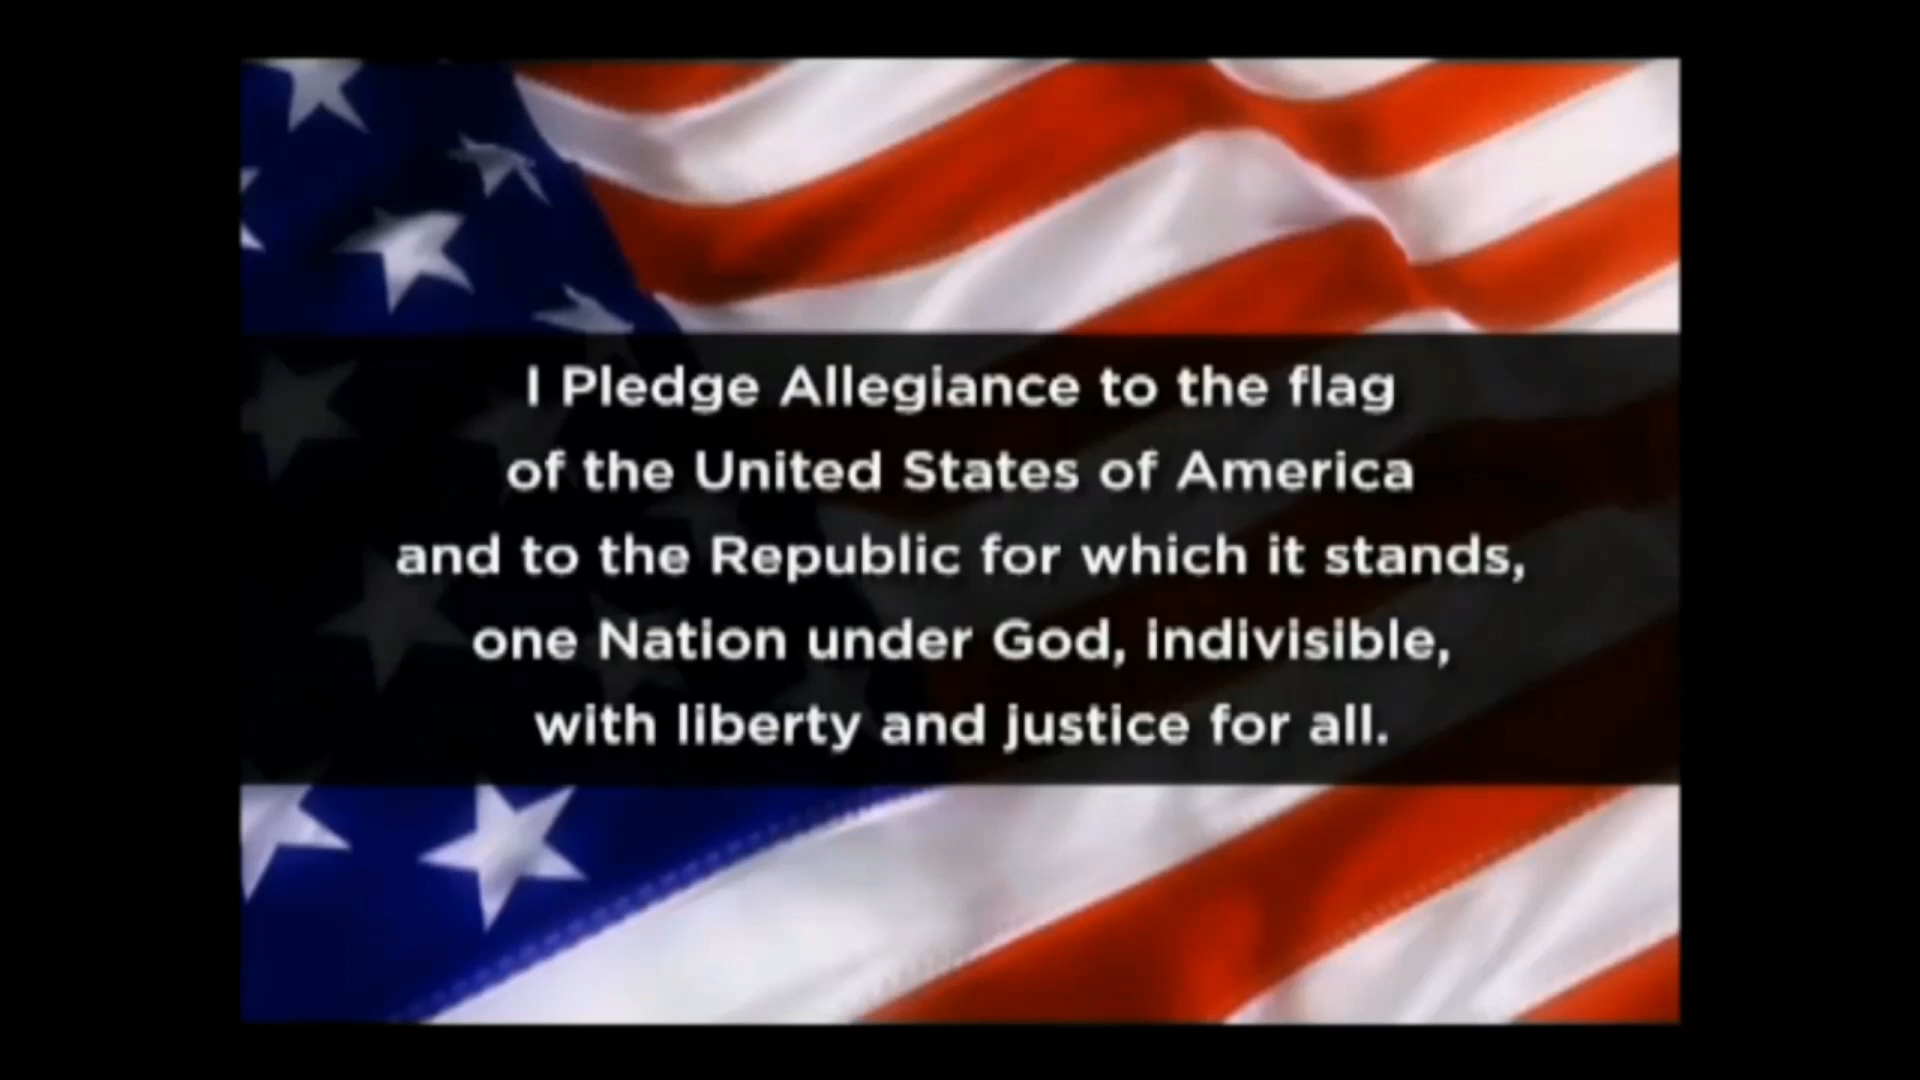 I Pledge Allegiance to the flag
of the United States of America
and to the Republic for which it stands,
one Nation under God, indivisible,
with liberty and justice for all.